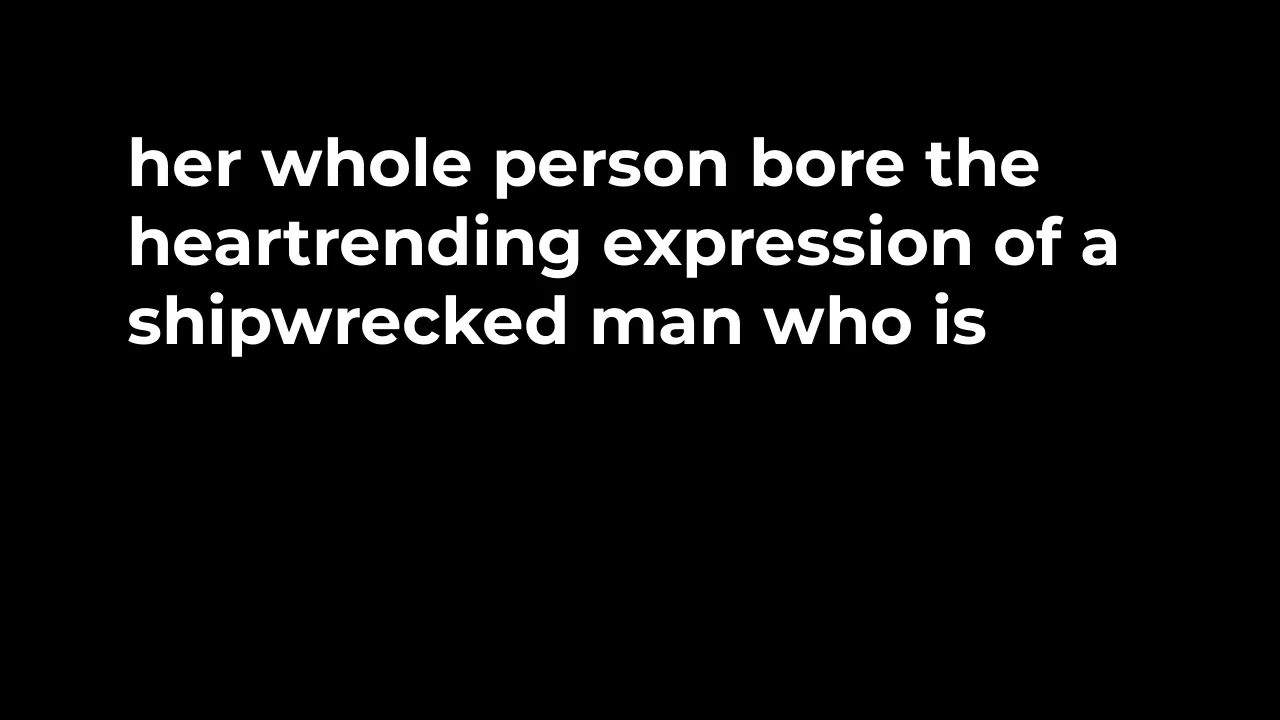 her whole person bore the
heartrending expression of a
shipwrecked man who is